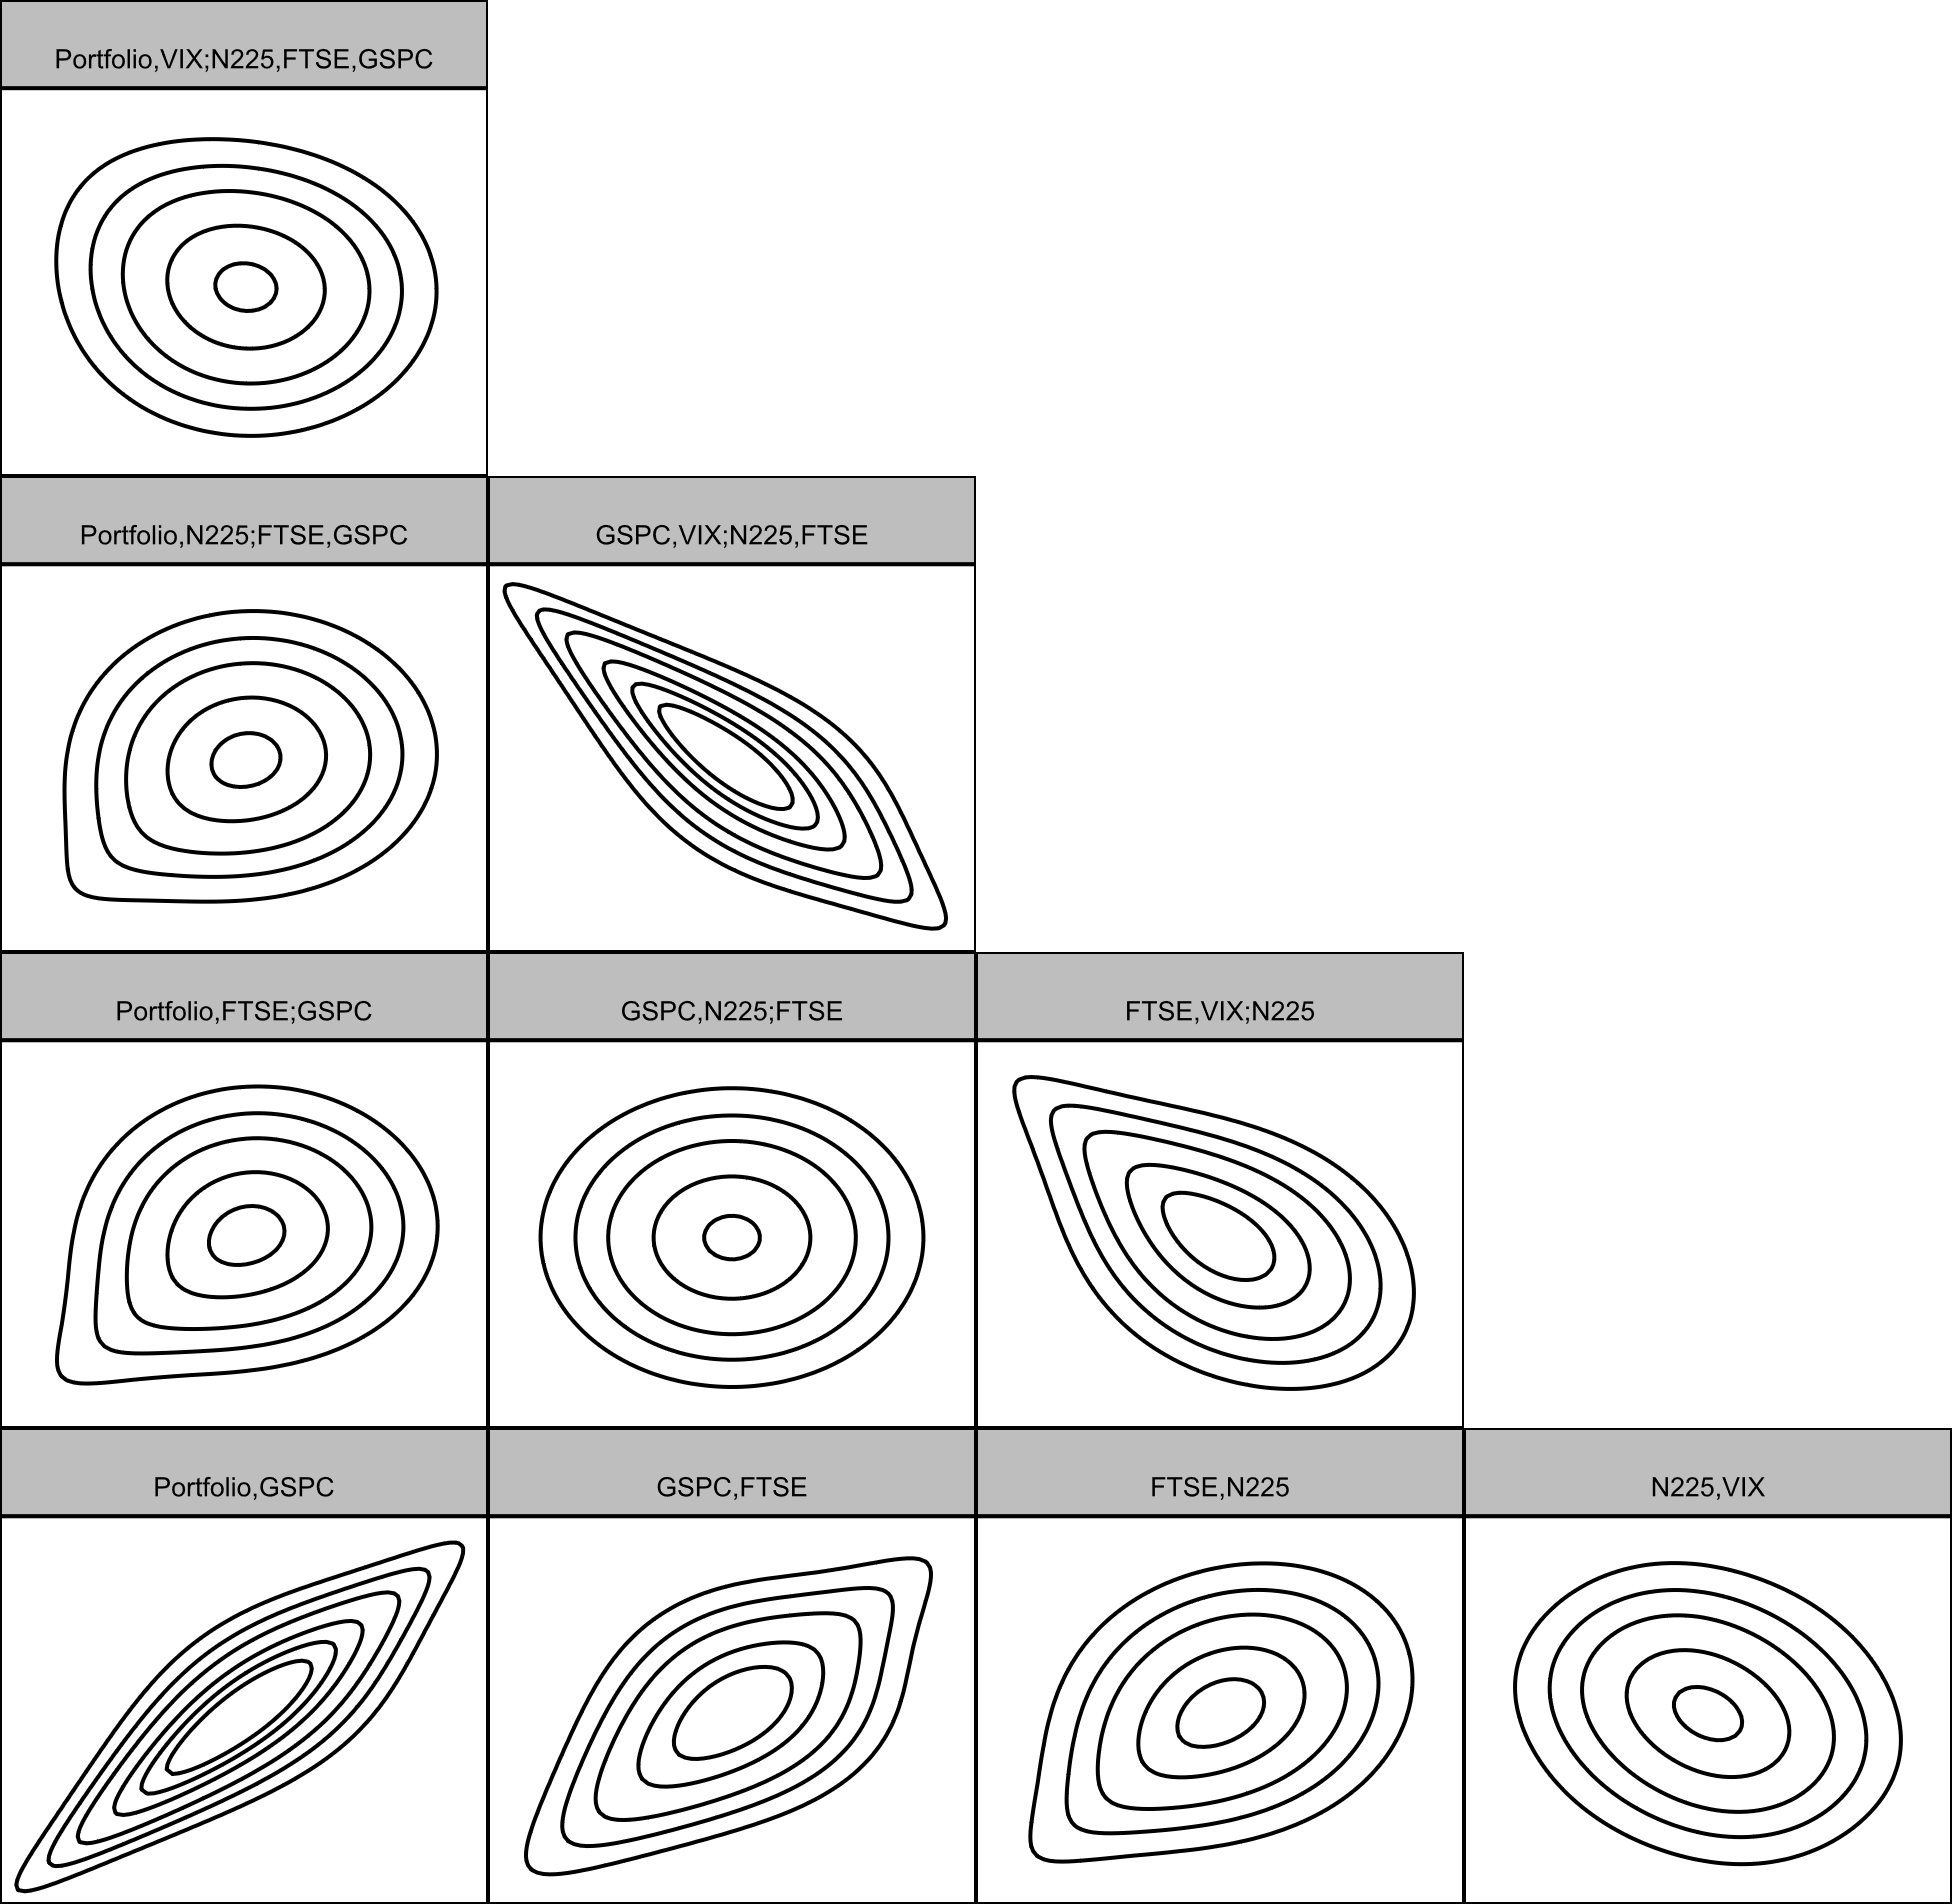 Portfolio,VIX;N225,FTSE,GSPC
Portfolio,N225;FTSE,GSPC
GSPC,VIX;N225,FTSE
Portfolio,FTSE;GSPC
GSPC,N225;FTSE
FTSE,VIX;N225
Portfolio,GSPC
GSPC,FTSE
FTSE,N225
N225,VIX